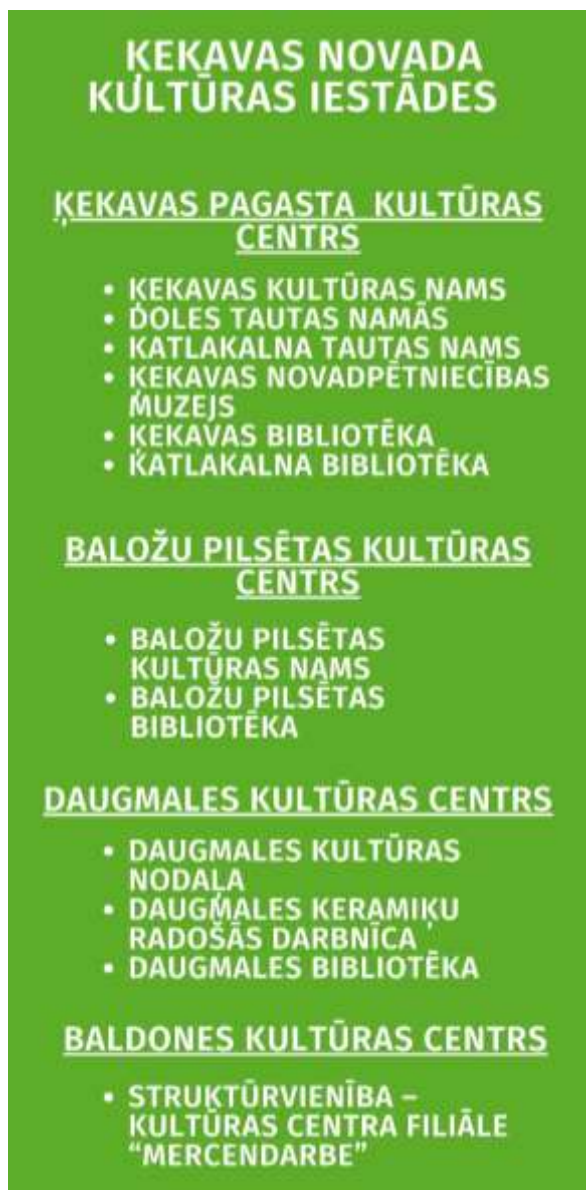 ĶEKAVAS NOVADA
KULTŪRAS IESTĀDES
ĶEKAVAS PAGASTA KULTŪRAS
CENTRS
• ĶEKAVAS KULTŪRAS NAMS
• DOLES TAUTAS NAMĀS
• KATLAKALNA TAUTAS NAMS
• ĶEKAVAS NOVADPĒTNIECĪBAS
MUZEJS
• ĶEKAVAS BIBLIOTĒKA
• KATLAKALNA BIBLIOTĒKA
BALOŽU PILSĒTAS KULTŪRAS
CENTRS
• BALOŽU PILSĒTAS
KULTŪRAS NAMS
• BALOŽU PILSĒTAS
BIBLIOTĒKA
DAUGMALES KULTŪRAS CENTRS
• DAUGMALES KULTŪRAS
NODAĻA
• DAUGMALES KERAMIĶU
RADOŠĀS DARBNĪCA
• DAUGMALES BIBLIOTĒKA
BALDONES KULTŪRAS CENTRS
• STRUKTŪRVIENĪBA –
KULTŪRAS CENTRA FILIĀLE
“MERCENDARBE”